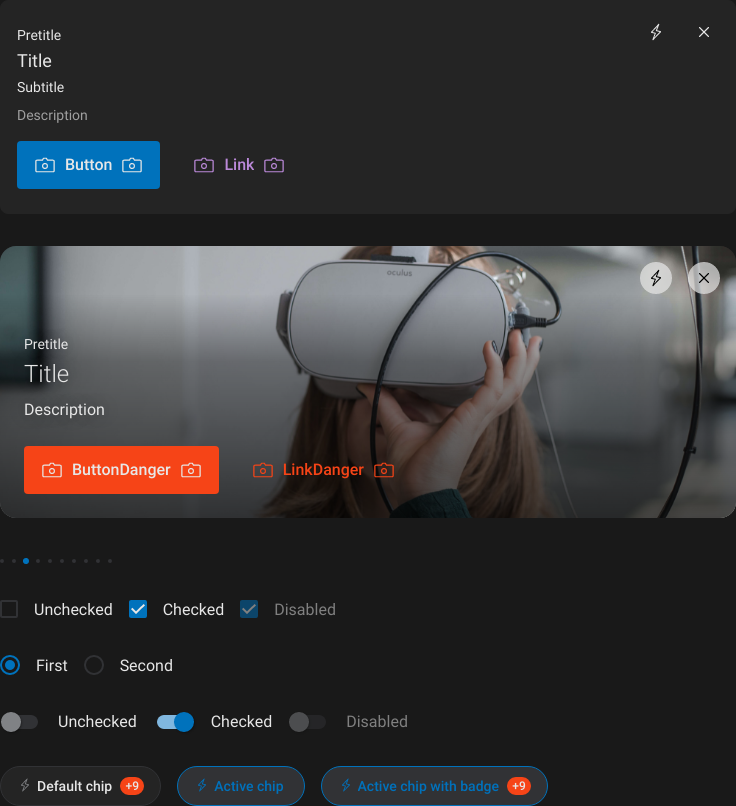 Pretitle
Title
Subtitle
Description
Button
Link
oculus
Pretitle
Title
Description
ButtonDanger
LinkDanger
Unchecked Checked Disabled
First Second
Unchecked Checked Disabled
Default chip +9 Active chip Active chip with badge +9